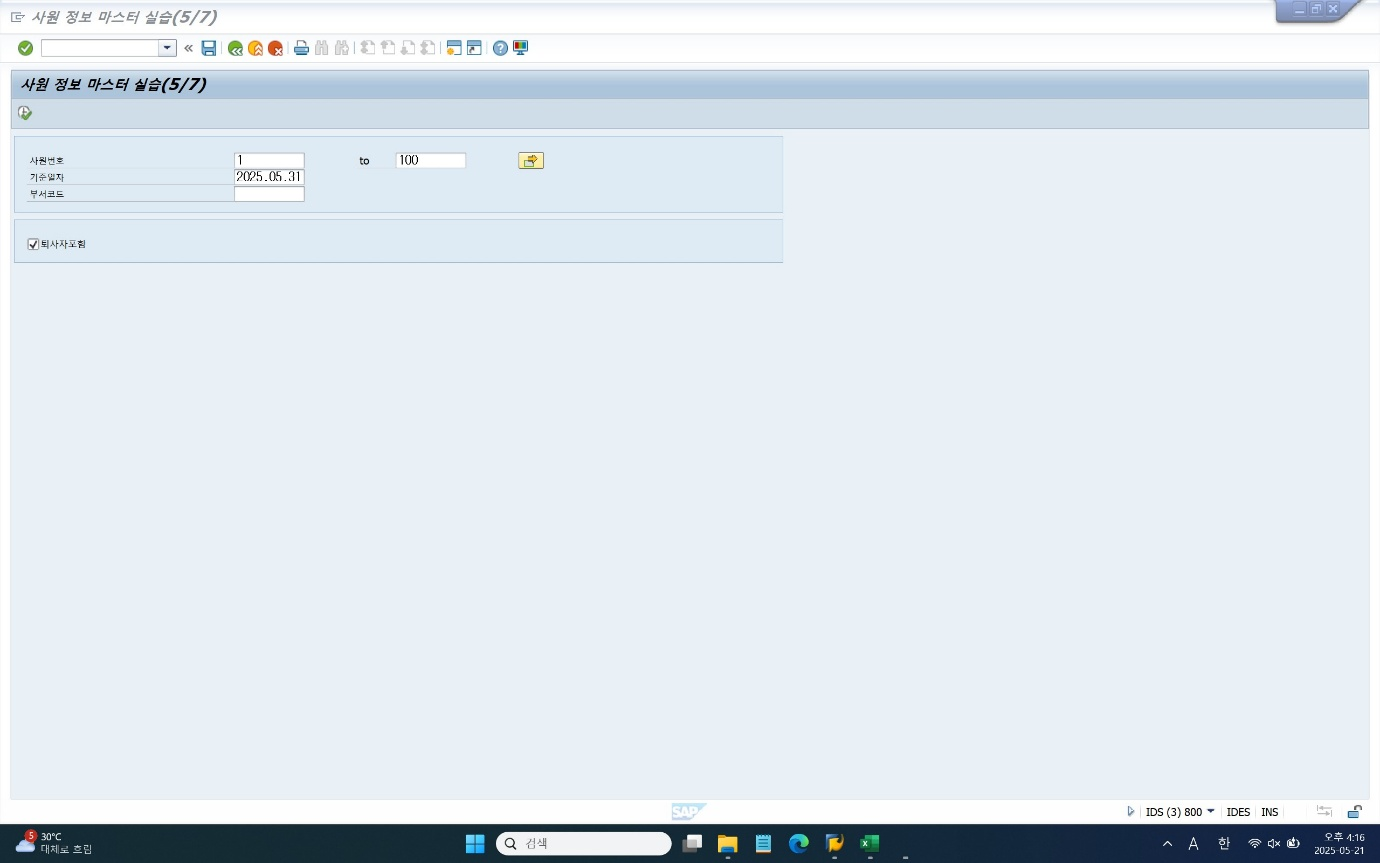 사원 정보 마스터 실습(5/7)
사원 정보 마스터 실습(5/7)
사원번호 1 to 100
기준일자 2025.05.31
부서코드
퇴사자포함
SAP
IDS (3) 800 IDES INS
5 30°C
대체로 흐림
검색
A 한
오후 4:16
2025-05-21